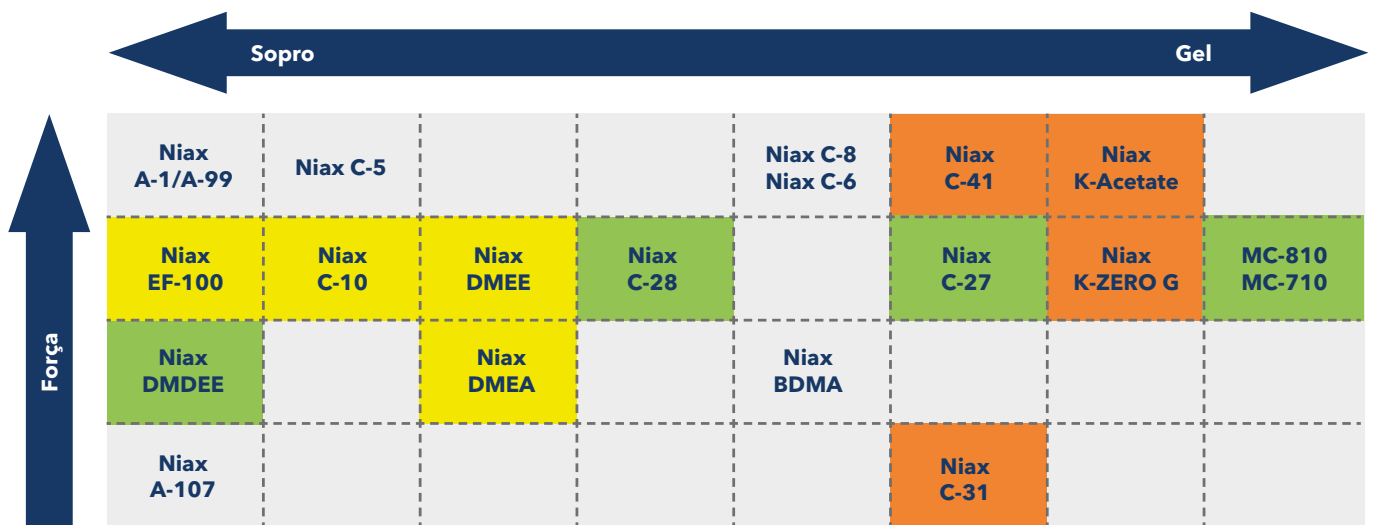 Sopro
Gel
Força
Niax
A-1/A-99
Niax C-5
Niax C-8
Niax C-6
Niax
C-41
Niax
K-Acetate
Niax
EF-100
Niax
C-10
Niax
DMEE
Niax
C-28
Niax
C-27
Niax
K-ZERO G
MC-810
MC-710
Niax
DMDEE
Niax
DMEA
Niax
BDMA
Niax
A-107
Niax
C-31